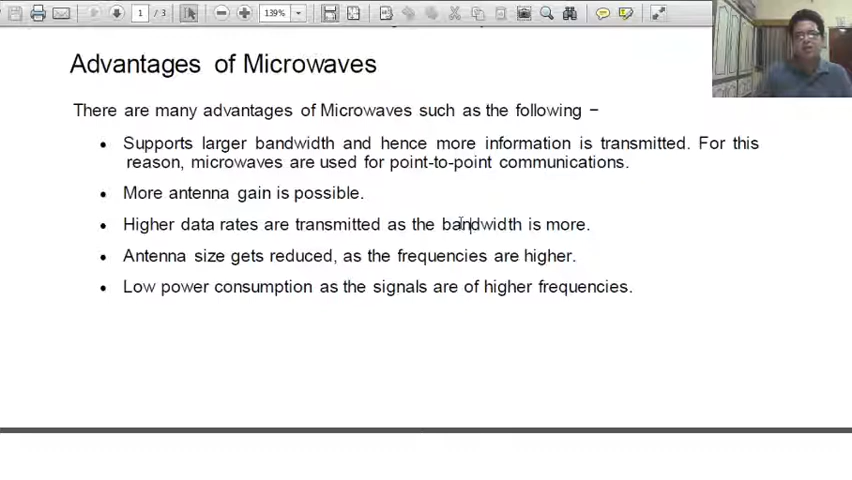 1 / 3
139%
Advantages of Microwaves
There are many advantages of Microwaves such as the following −
• Supports larger bandwidth and hence more information is transmitted. For this
reason, microwaves are used for point-to-point communications.
• More antenna gain is possible.
• Higher data rates are transmitted as the bandwidth is more.
• Antenna size gets reduced, as the frequencies are higher.
• Low power consumption as the signals are of higher frequencies.